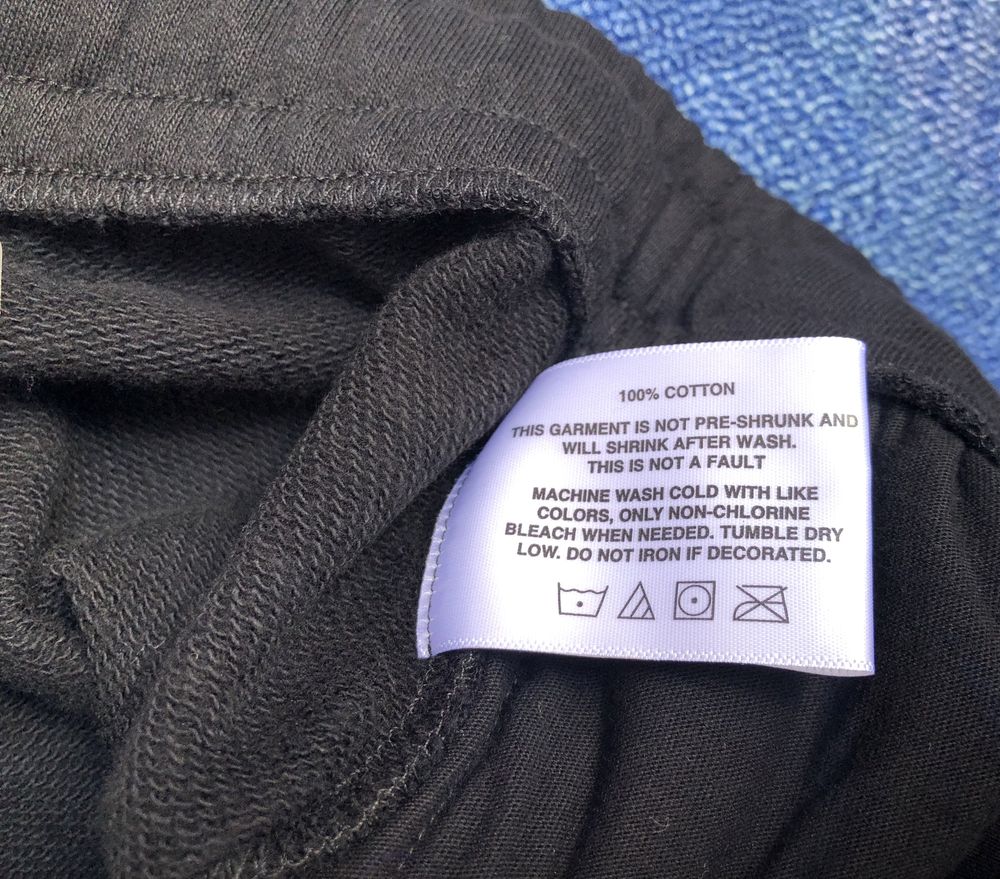 100% COTTON
THIS GARMENT IS NOT PRE-SHRUNK AND
WILL SHRINK AFTER WASH.
THIS IS NOT A FAULT
MACHINE WASH COLD WITH LIKE
COLORS, ONLY NON-CHLORINE
BLEACH WHEN NEEDED. TUMBLE DRY
LOW. DO NOT IRON IF DECORATED.